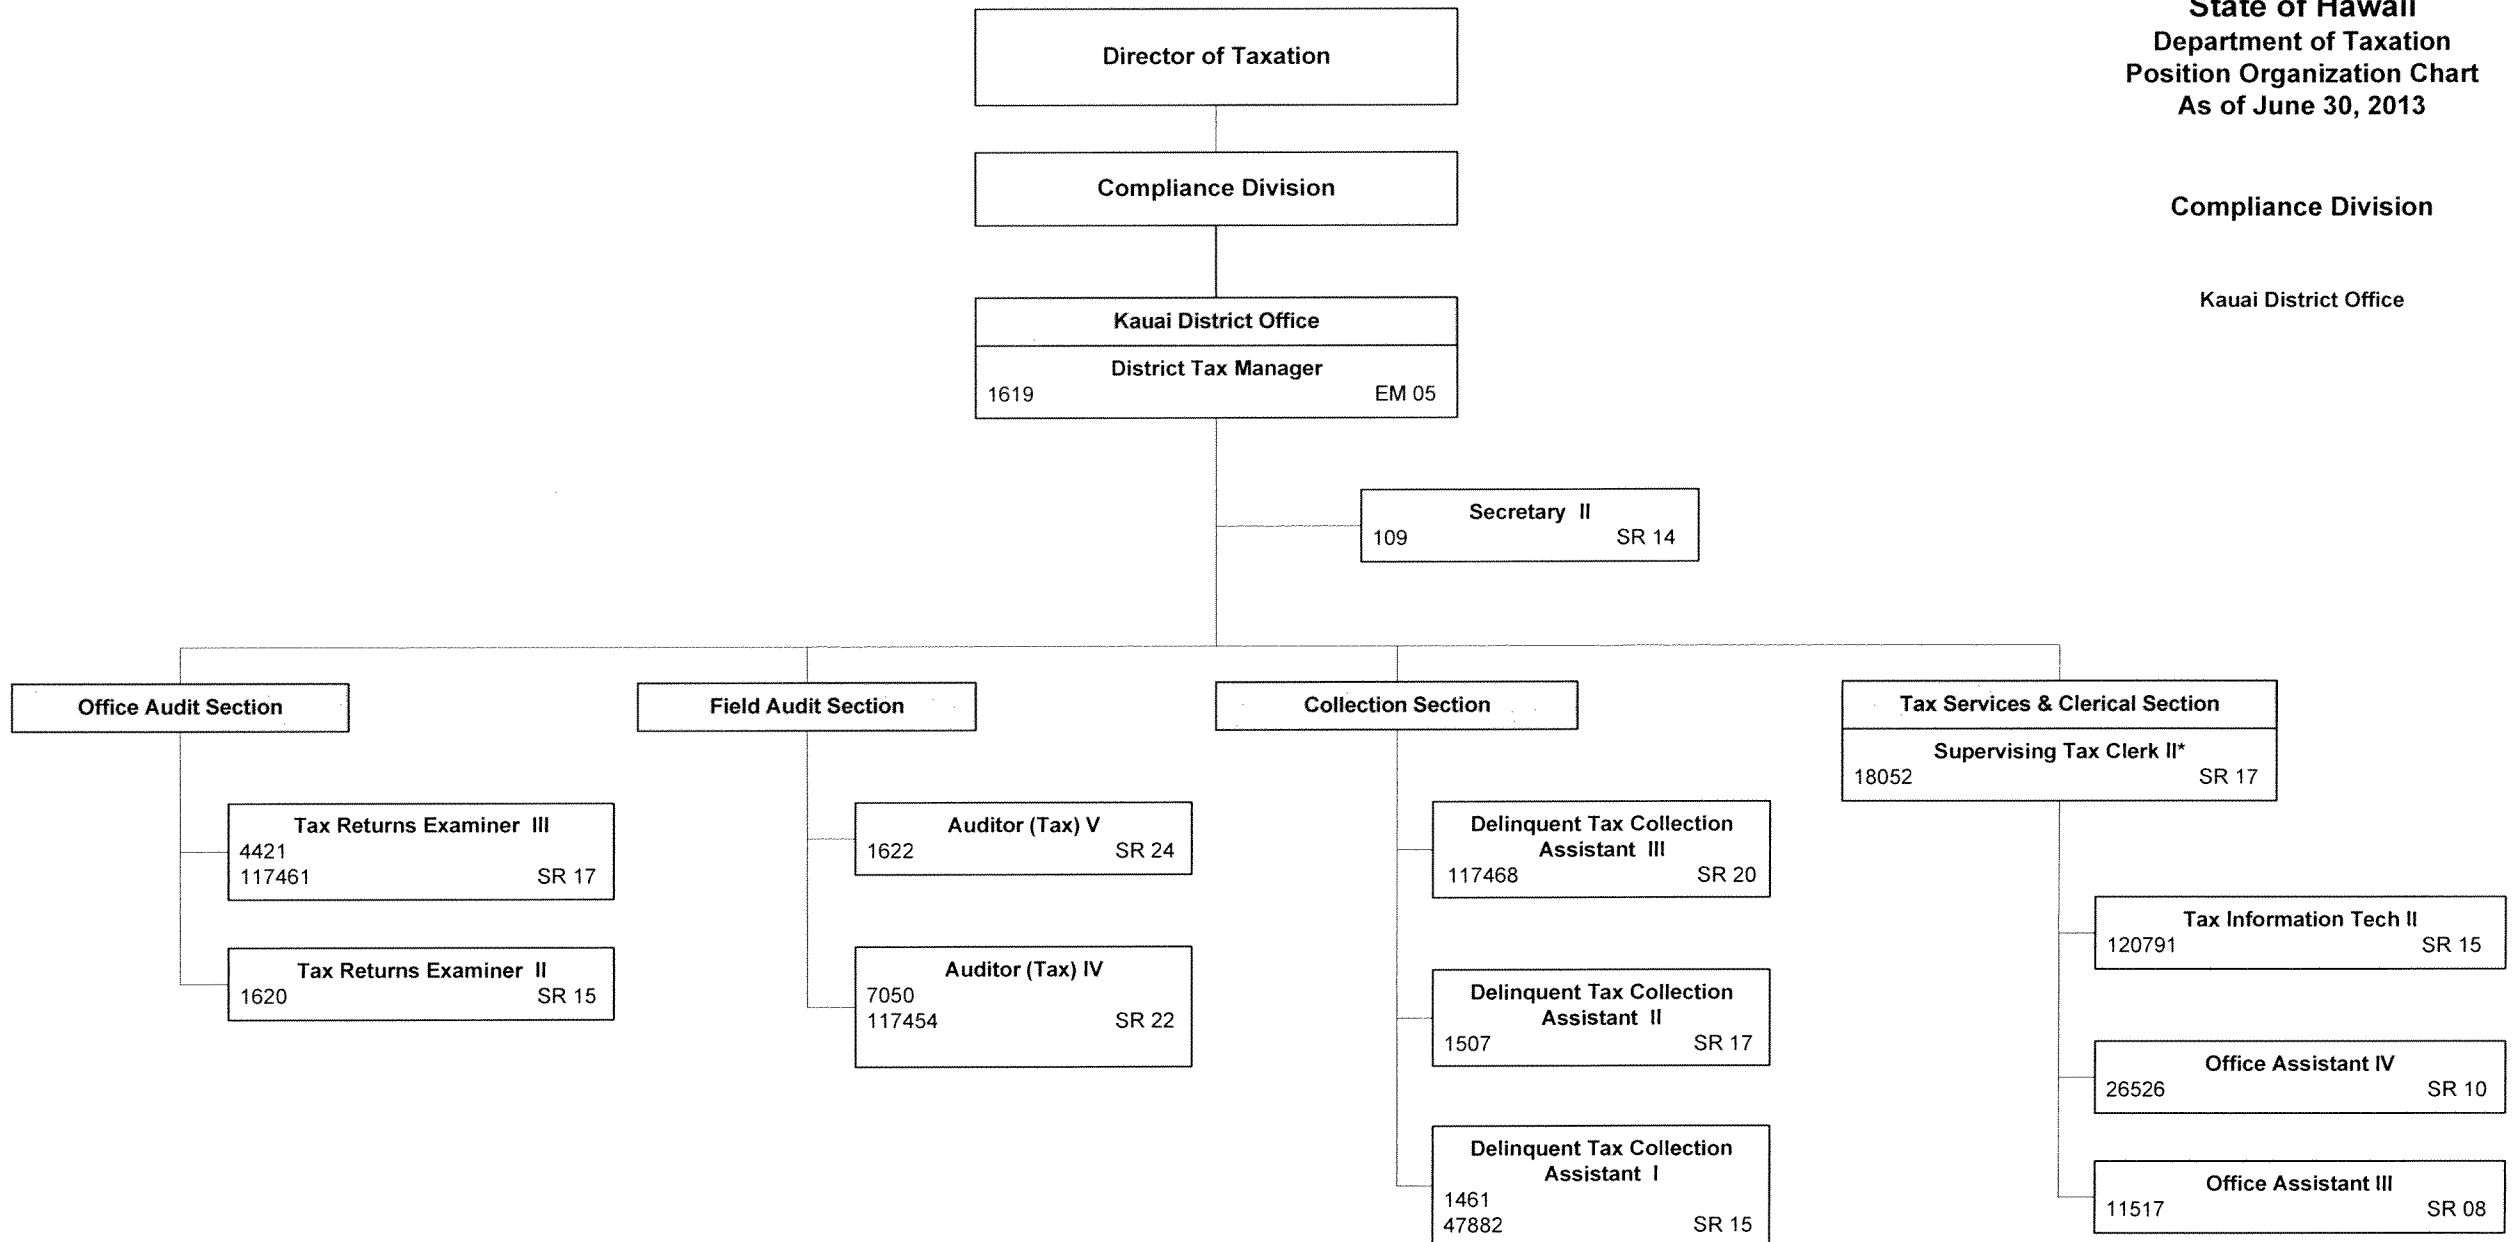 State of Hawaii
Department of Taxation
Position Organization Chart
As of June 30, 2013
Compliance Division
Kauai District Office
Director of Taxation
Compliance Division
Kauai District Office
District Tax Manager
1619 EM 05
Secretary II
109 SR 14
Office Audit Section
Tax Returns Examiner III
4421
117461 SR 17
Tax Returns Examiner II
1620 SR 15
Field Audit Section
Auditor (Tax) V
1622 SR 24
Auditor (Tax) IV
7050
117454 SR 22
Collection Section
Delinquent Tax Collection
Assistant III
117468 SR 20
Delinquent Tax Collection
Assistant II
1507 SR 17
Delinquent Tax Collection
Assistant I
1461
47882 SR 15
Tax Services & Clerical Section
Supervising Tax Clerk II*
18052 SR 17
Tax Information Tech II
120791 SR 15
Office Assistant IV
26526 SR 10
Office Assistant III
11517 SR 08